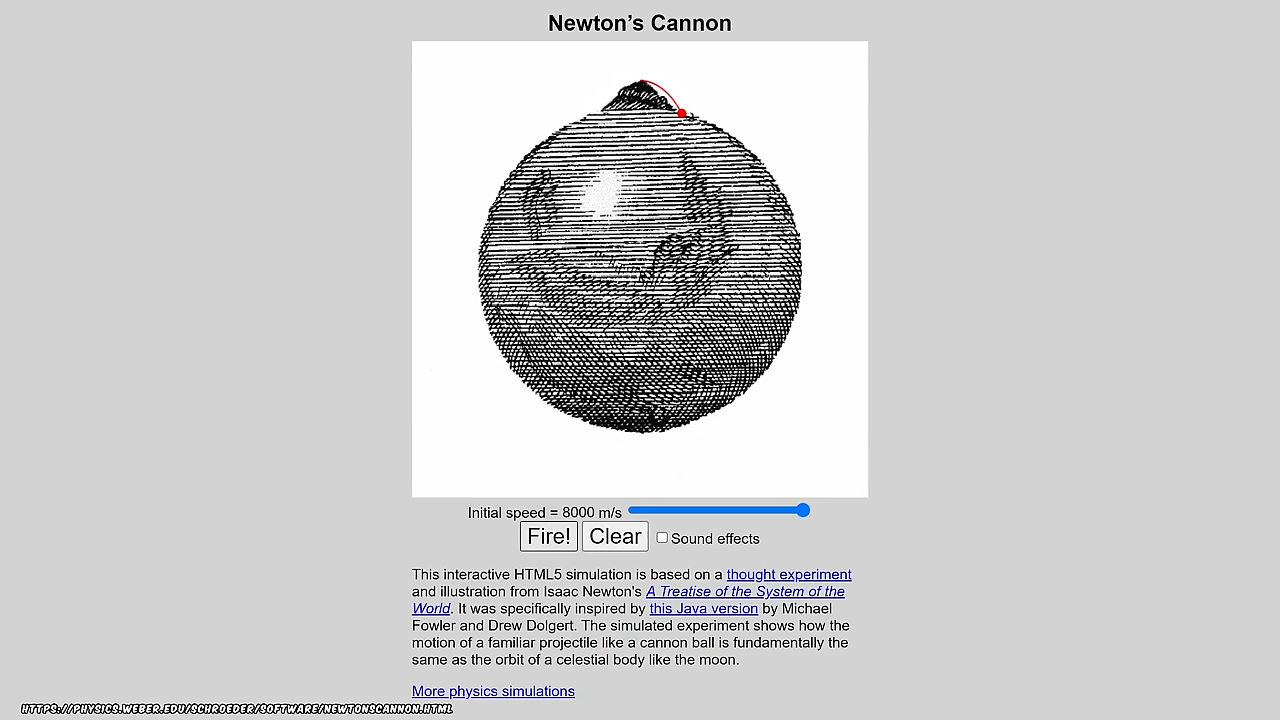 Newton’s Cannon
Initial speed = 8000 m/s
Fire! Clear Sound effects
This interactive HTML5 simulation is based on a thought experiment
and illustration from Isaac Newton's A Treatise of the System of the
World. It was specifically inspired by this Java version by Michael
Fowler and Drew Dolgert. The simulated experiment shows how the
motion of a familiar projectile like a cannon ball is fundamentally the
same as the orbit of a celestial body like the moon.
More physics simulations
HTTPS://PHYSICS.WEBER.EDU/SCHROEDER/SOFTWARE/NEWTONSCANNON.HTML